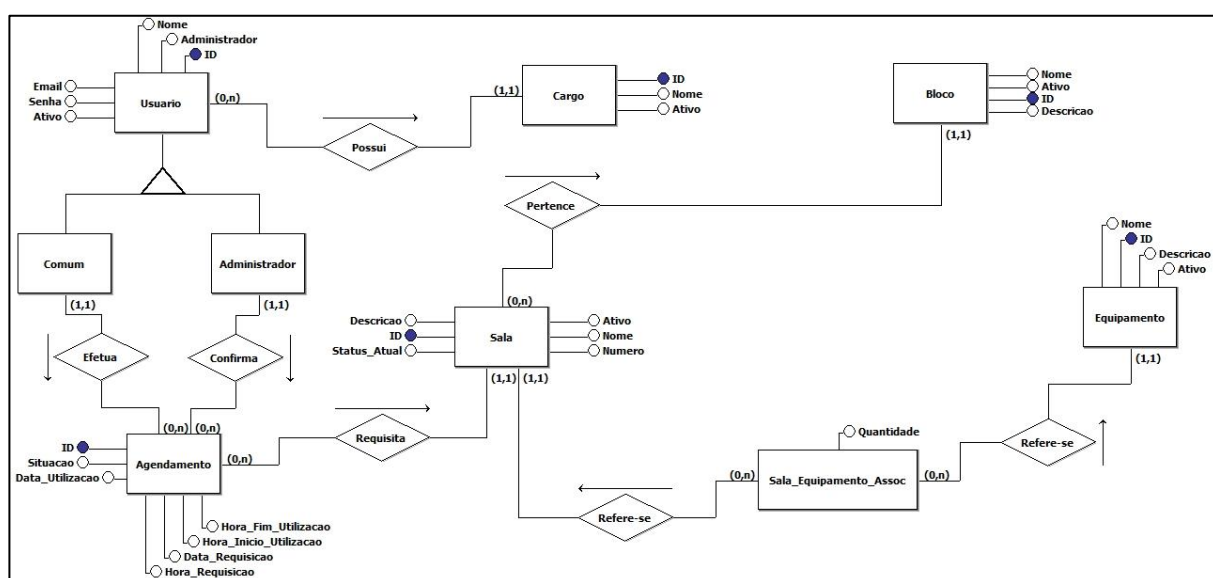 Nome
Administrador
ID
Email
Senha
Ativo
Usuario
(0,n)
Possui
(1,1)
Cargo
ID
Nome
Ativo
Bloco
Nome
Ativo
ID
Descricao
(1,1)
Pertence
(0,n)
Comum
(1,1)
Administrador
(1,1)
Efetua
Confirma
Descricao
ID
Status_Atual
Sala
Ativo
Nome
Numero
(1,1)
(1,1)
Nome
ID
Descricao
Ativo
Equipamento
(1,1)
(0,n)
(0,n)
ID
Situacao
Data_Utilizacao
Agendamento
(0,n)
Requisita
Hora_Fim_Utilizacao
Hora_Inicio_Utilizacao
Data_Requisicao
Hora_Requisicao
Refere-se
(0,n)
Quantidade
Sala_Equipamento_Assoc
(0,n)
Refere-se